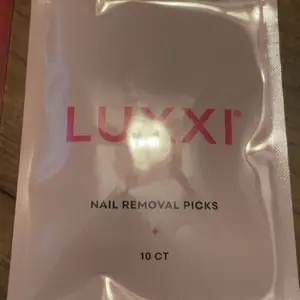 LUXXI®
NAIL REMOVAL PICKS
+
10 CT